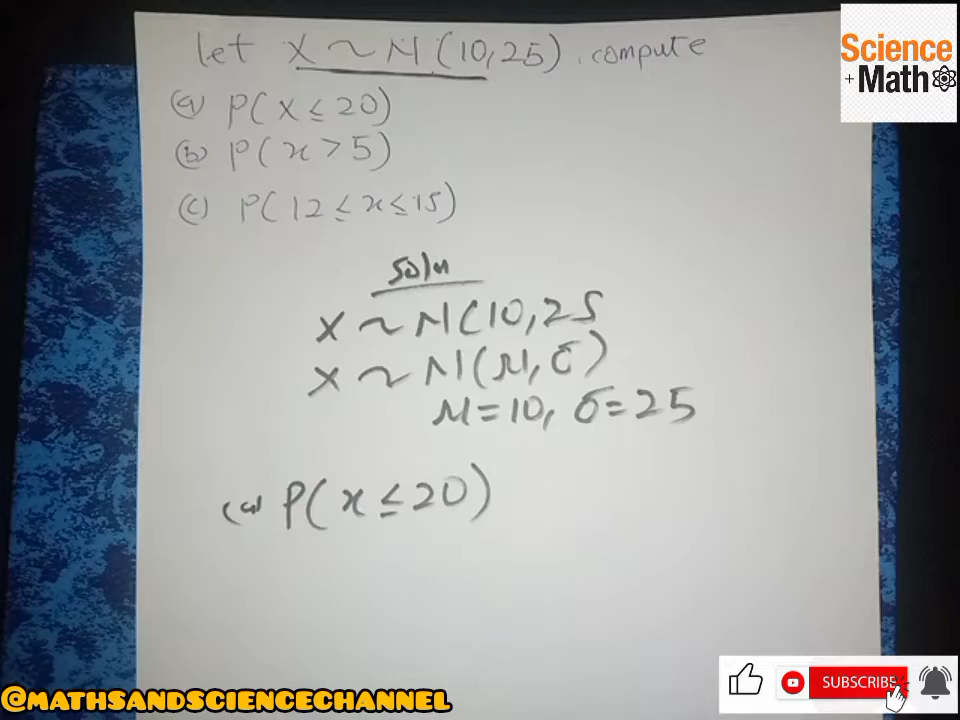 let X ~ N(10,25). compute
(a) P(x ≤ 20)
(b) P(x > 5)
(c) P(12 ≤ x ≤ 15)
soln
X ~ N(10,25
X ~ N(μ,σ)
μ=10, σ=25
(a) P(x ≤ 20)
Science
+Math
SUBSCRIBE
@MATHSANDSCIENCECHANNEL